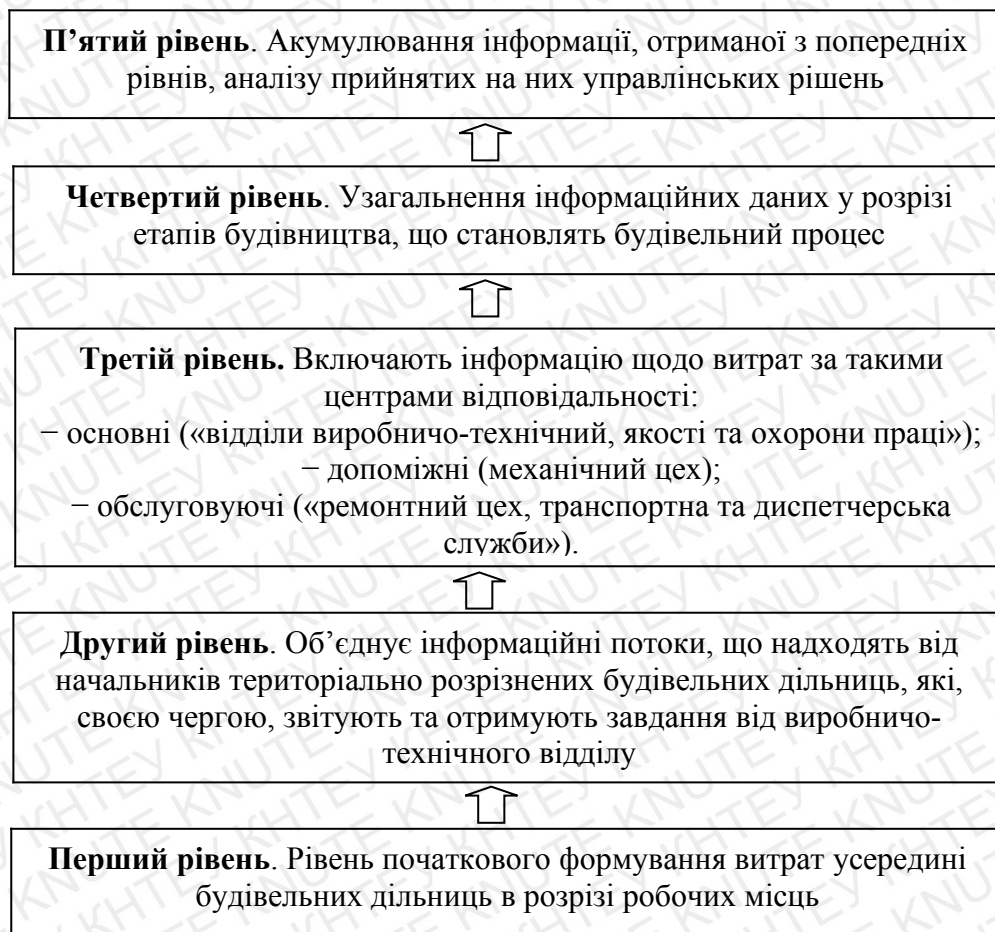 П’ятий рівень. Акумулювання інформації, отриманої з попередніх
рівнів, аналізу прийнятих на них управлінських рішень
Четвертий рівень. Узагальнення інформаційних даних у розрізі
етапів будівництва, що становлять будівельний процес
Третій рівень. Включають інформацію щодо витрат за такими
центрами відповідальності:
− основні («відділи виробничо-технічний, якості та охорони праці»);
− допоміжні (механічний цех);
− обслуговуючі («ремонтний цех, транспортна та диспетчерська
служби»).
Другий рівень. Об’єднує інформаційні потоки, що надходять від
начальників територіально розрізнених будівельних дільниць, які,
своєю чергою, звітують та отримують завдання від виробничо-
технічного відділу
Перший рівень. Рівень початкового формування витрат усередині
будівельних дільниць в розрізі робочих місць